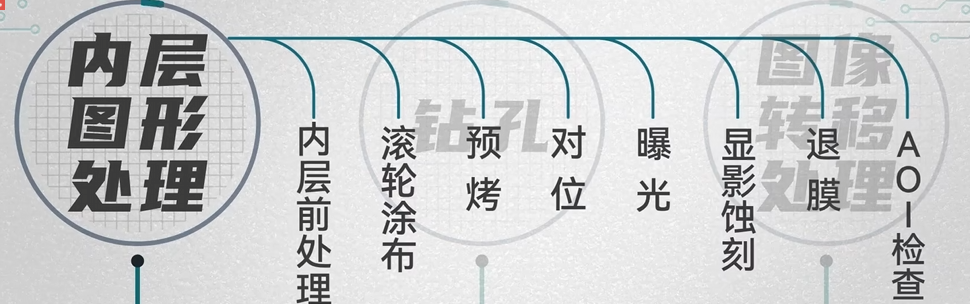 内层
图形
处理
内层前处理
滚轮涂布
预烤
对位
曝光
显影蚀刻
退膜
AOI检查
钻孔
图像
转移
处理